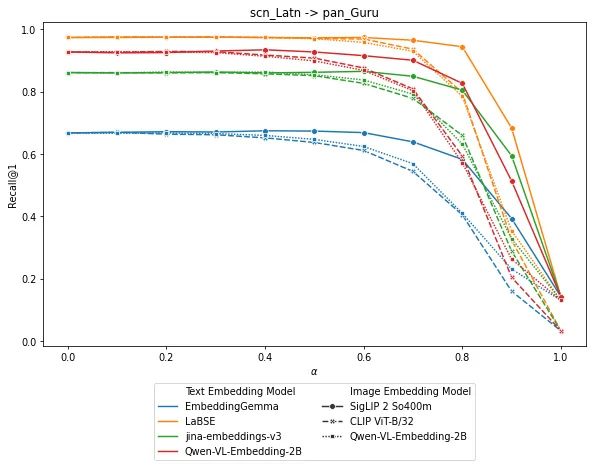 scn_Latn -> pan_Guru
1.0
0.8
0.6
0.4
0.2
0.0
Recall@1
0.0 0.2 0.4 0.6 0.8 1.0
α
Text Embedding Model Image Embedding Model
EmbeddingGemma SigLIP 2 So400m
LaBSE CLIP ViT-B/32
jina-embeddings-v3 Qwen-VL-Embedding-2B
Qwen-VL-Embedding-2B